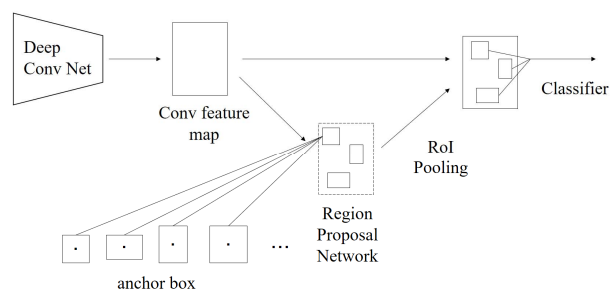 Deep
Conv Net
Conv feature
map
Classifier
RoI
Pooling
Region
Proposal
Network
...
anchor box